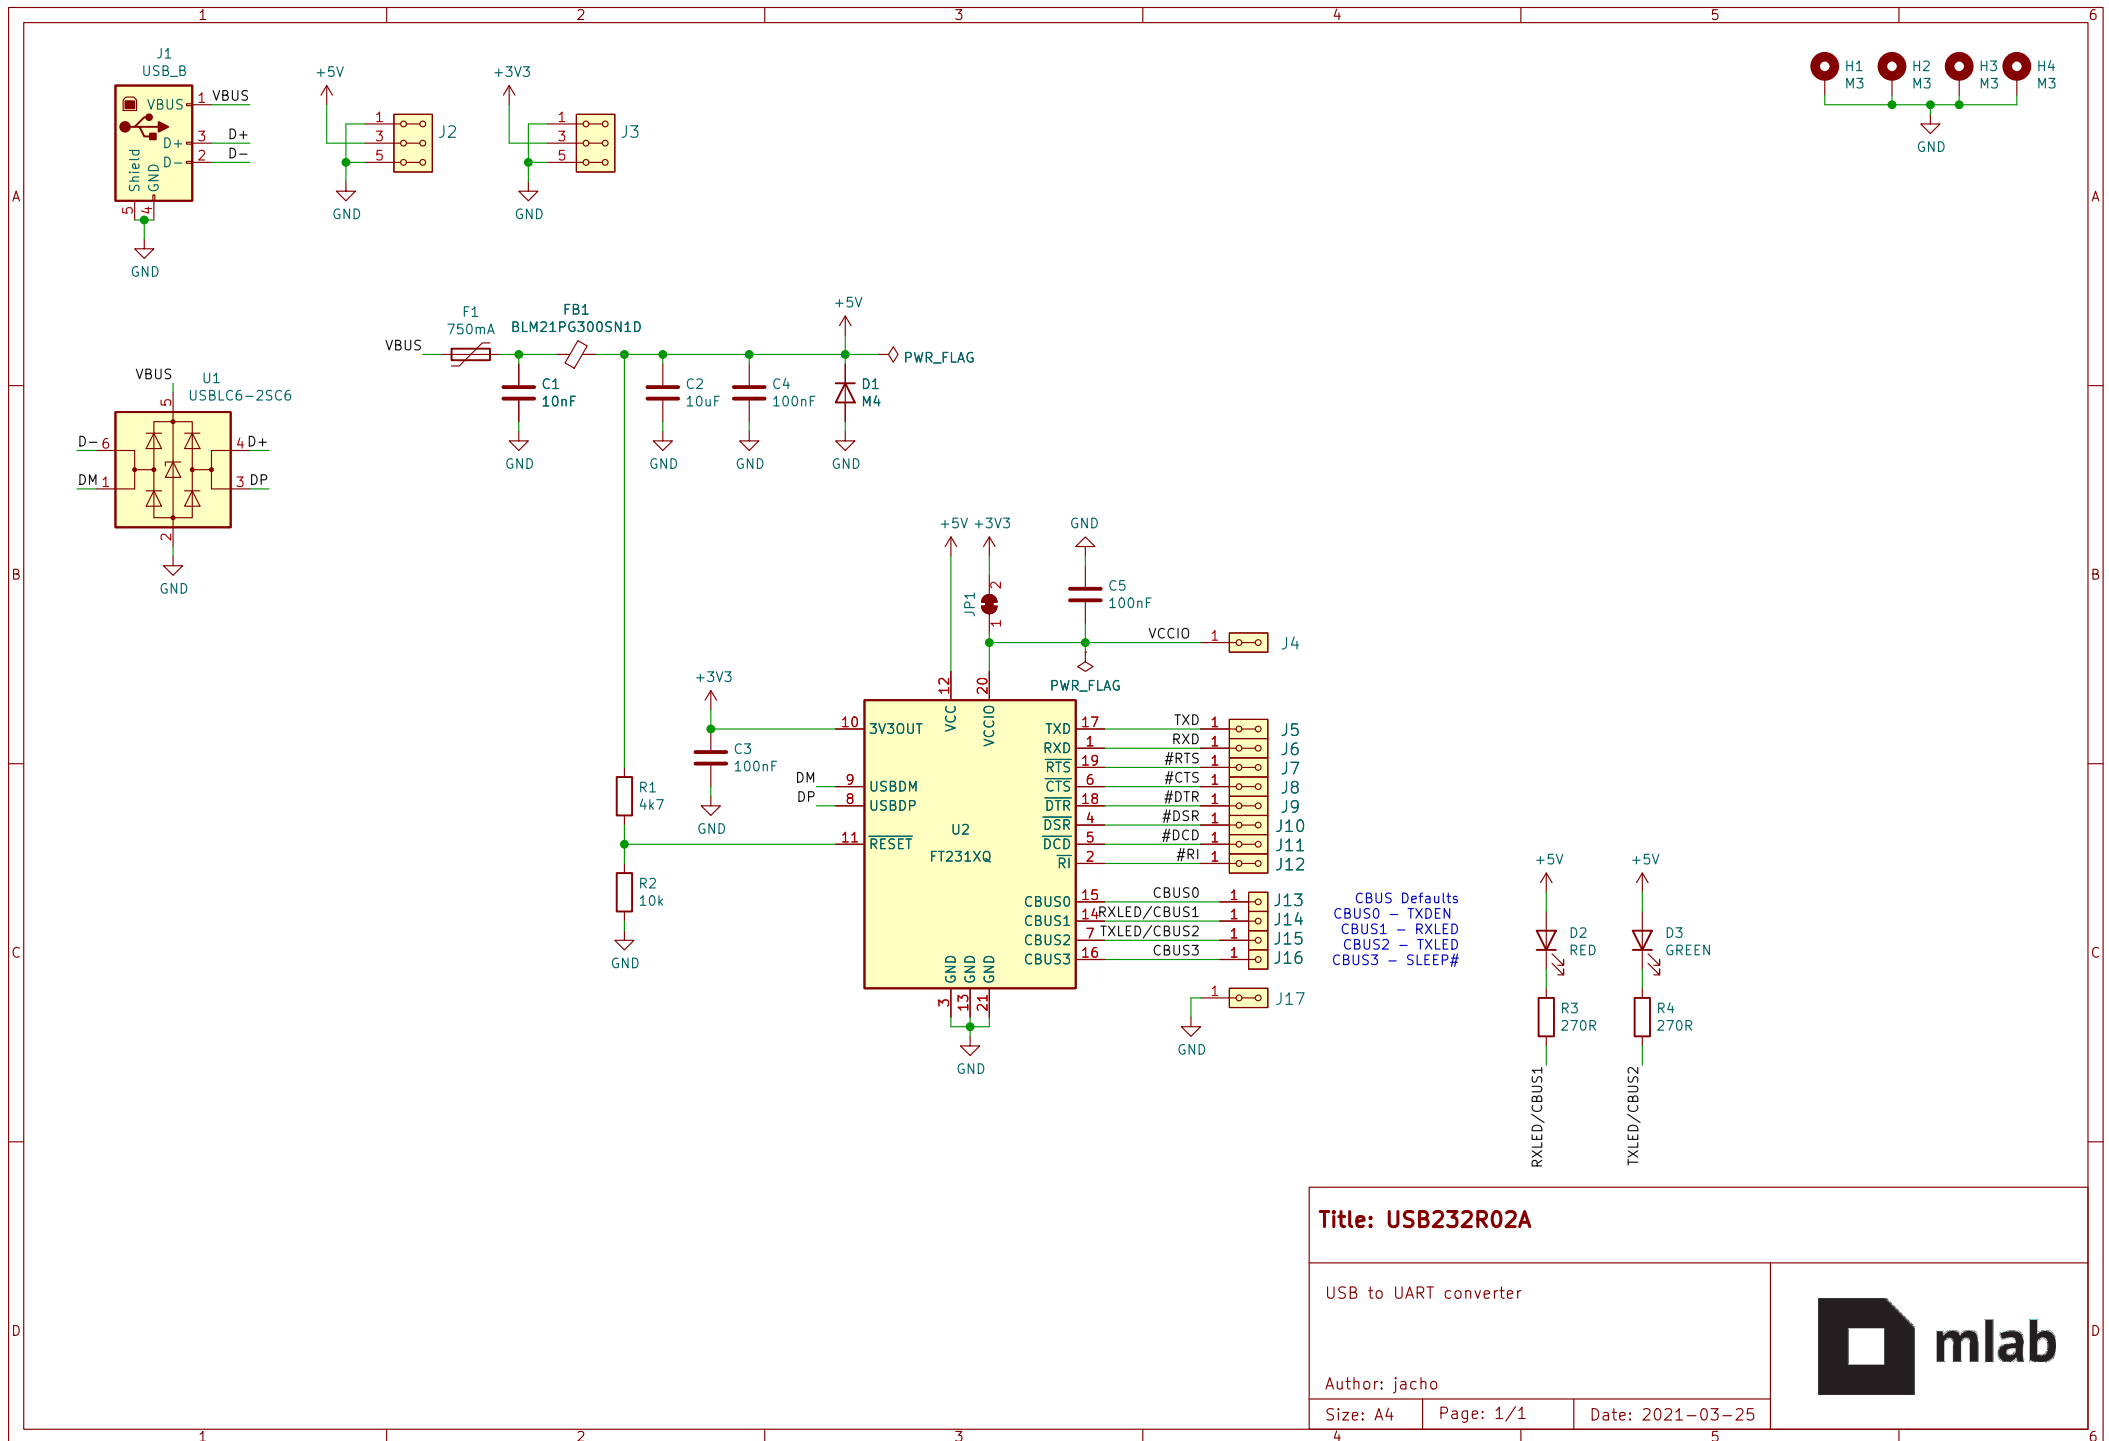 1 2 3 4 5 6
J1
USB_B
VBUS 1 VBUS
D+ 3 D+
D- 2 D-
Shield
GND
5 4
GND
+5V
1
3
5
J2
GND
+3V3
1
3
5
J3
GND
H1
M3
H2
M3
H3
M3
H4
M3
GND
A A
VBUS
F1
750mA
FB1
BLM21PG300SN1D
+5V
PWR_FLAG
C1
10nF
GND
C2
10uF
GND
C4
100nF
GND
D1
M4
GND
VBUS
U1
USBLC6-2SC6
5
D- 6
4 D+
DM 1
3 DP
2
GND
B B
+5V +3V3
GND
JP1
2
1
C5
100nF
VCCIO 1 J4
PWR_FLAG
+3V3
C3
100nF
GND
R1
4k7
R2
10k
GND
12 20
VCC VCCIO
10 3V3OUT
DM 9 USBDM
DP 8 USBDP
11 RESET
U2
FT231XQ
TXD 17 TXD 1 J5
RXD 1 RXD 1 J6
RTS 19 #RTS 1 J7
CTS 6 #CTS 1 J8
DTR 18 #DTR 1 J9
DSR 4 #DSR 1 J10
DCD 5 #DCD 1 J11
RI 2 #RI 1 J12
CBUS0 15 CBUS0 1 J13
CBUS1 14 RXLED/CBUS1 1 J14
CBUS2 7 TXLED/CBUS2 1 J15
CBUS3 16 CBUS3 1 J16
GND GND GND
3 13 21
GND
1 J17
GND
CBUS Defaults
CBUS0 - TXDEN
CBUS1 - RXLED
CBUS2 - TXLED
CBUS3 - SLEEP#
+5V
D2
RED
R3
270R
RXLED/CBUS1
+5V
D3
GREEN
R4
270R
TXLED/CBUS2
C C
Title: USB232R02A
USB to UART converter
Author: jacho
Size: A4 Page: 1/1 Date: 2021-03-25
mlab
D D
1 2 3 4 5 6